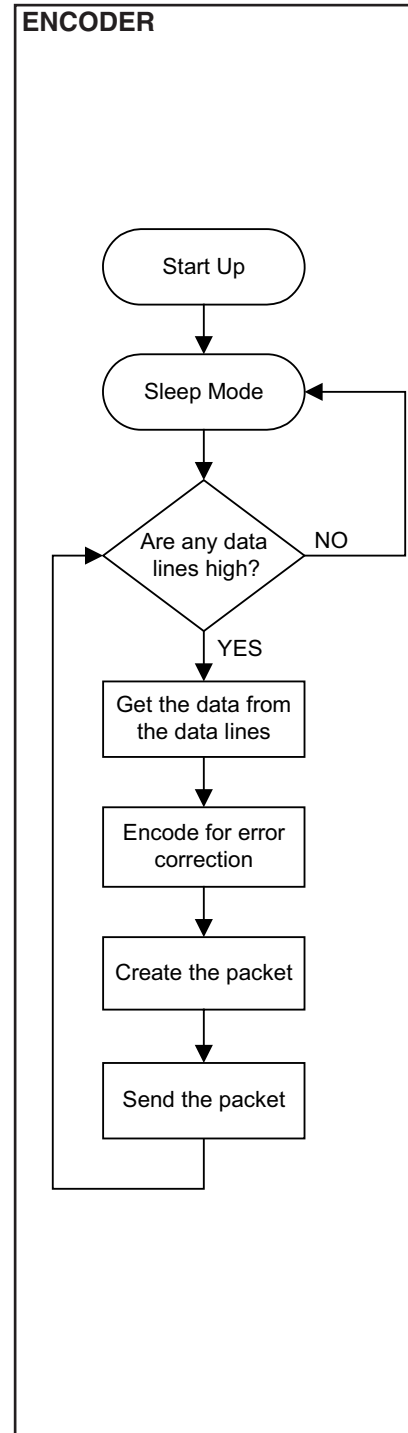 ENCODER
Start Up
Sleep Mode
Are any data
lines high?
NO
YES
Get the data from
the data lines
Encode for error
correction
Create the packet
Send the packet